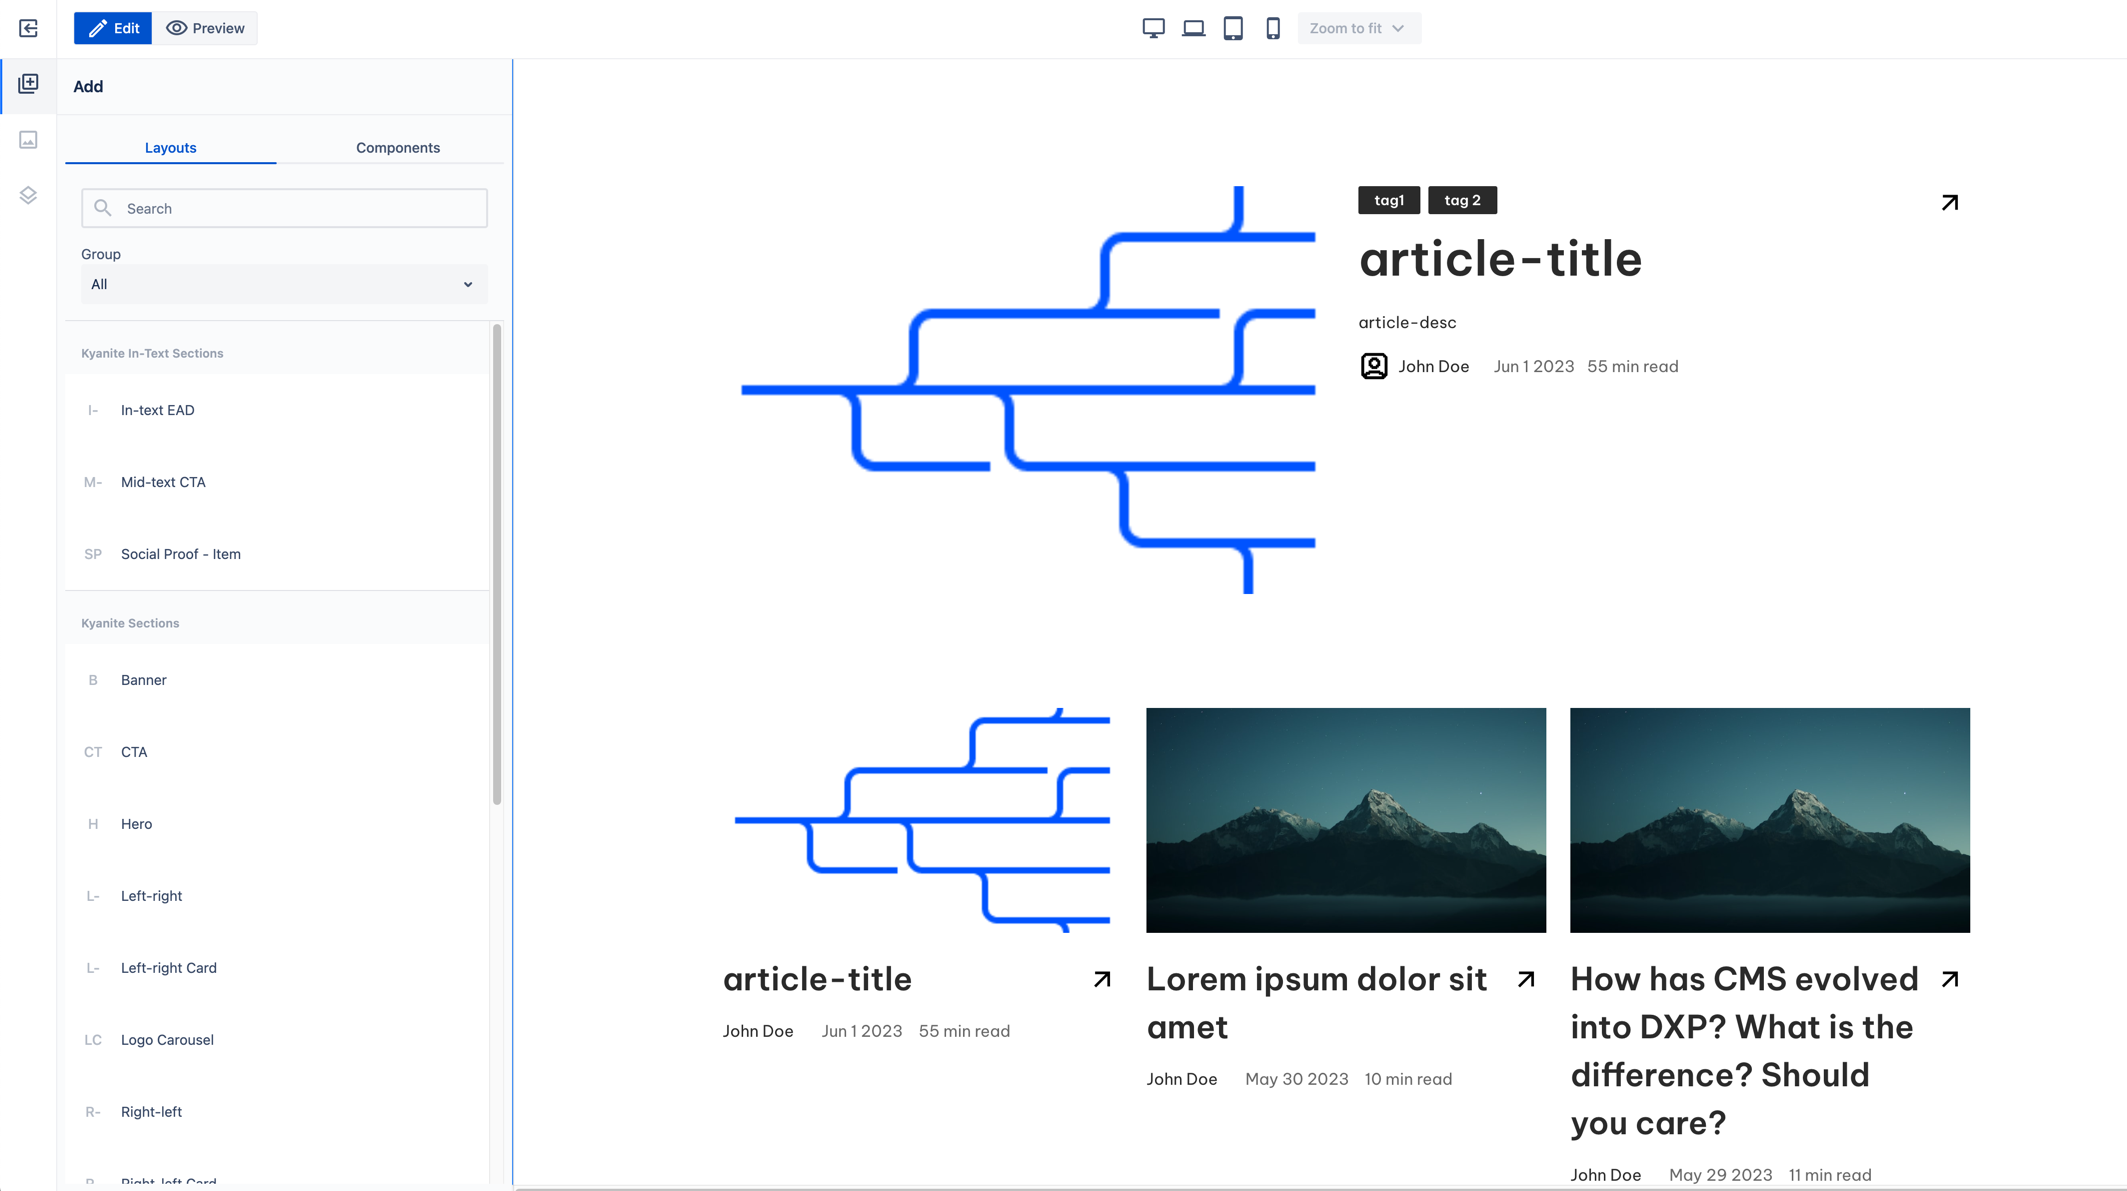 Edit
Preview
Zoom to fit
Add
Layouts
Components
Search
Group
All
Kyanite In-Text Sections
I- In-text EAD
M- Mid-text CTA
SP Social Proof - Item
Kyanite Sections
B Banner
CT CTA
H Hero
L- Left-right
L- Left-right Card
LC Logo Carousel
R- Right-left
R- Right-left Card
tag1 tag 2
article-title
article-desc
John Doe Jun 1 2023 55 min read
article-title
John Doe Jun 1 2023 55 min read
Lorem ipsum dolor sit
amet
John Doe May 30 2023 10 min read
How has CMS evolved
into DXP? What is the
difference? Should
you care?
John Doe May 29 2023 11 min read